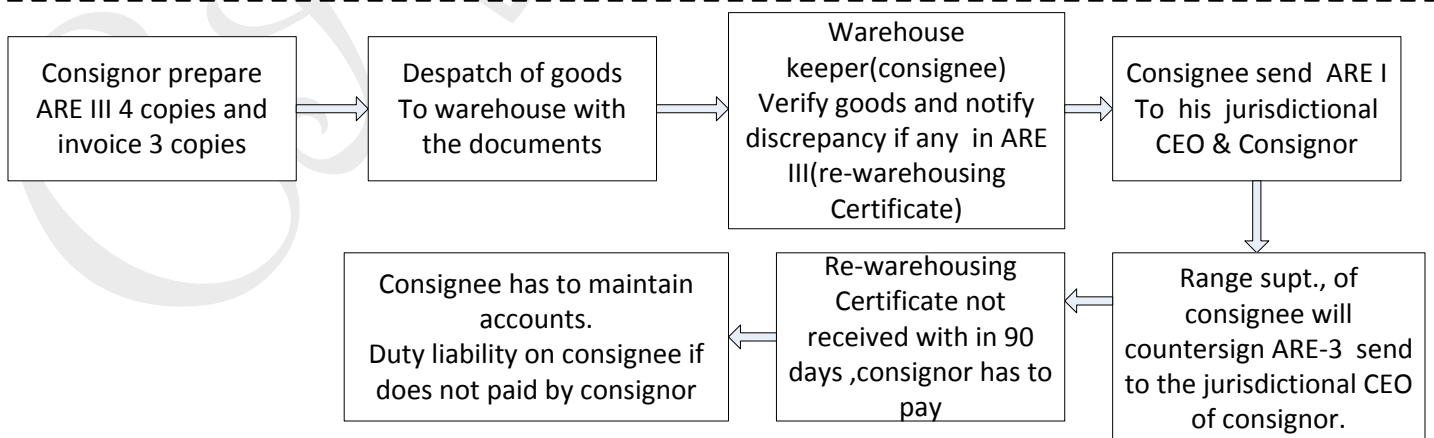 Consignor prepare
ARE III 4 copies and
invoice 3 copies
Despatch of goods
To warehouse with
the documents
Warehouse
keeper(consignee)
Verify goods and notify
discrepancy if any in ARE
III(re-warehousing
Certificate)
Consignee send ARE I
To his jurisdictional
CEO & Consignor
Range supt., of
consignee will
countersign ARE-3 send
to the jurisdictional CEO
of consignor.
Re-warehousing
Certificate not
received with in 90
days ,consignor has to
pay
Consignee has to maintain
accounts.
Duty liability on consignee if
does not paid by consignor